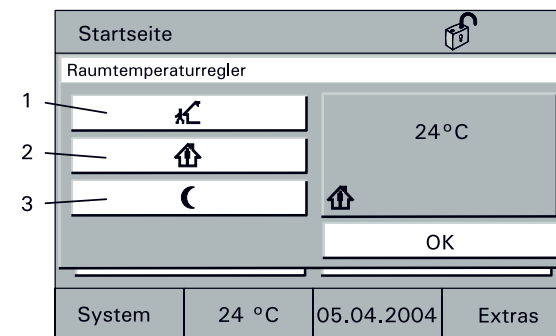 Startseite
Raumtemperaturregler
1
2
3
24°C
OK
System 24 °C 05.04.2004 Extras